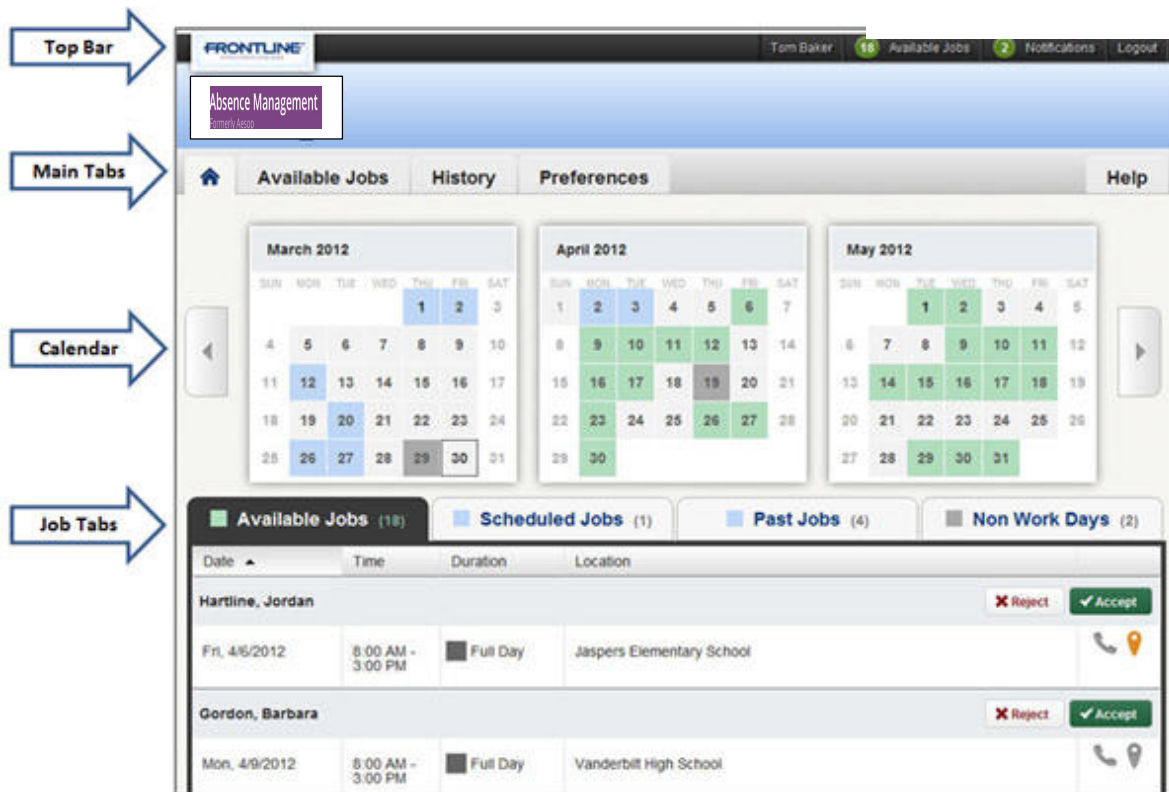 Top Bar
FRONTLINE
Tom Baker 18 Available Jobs 2 Notifications Logout
Absence Management
Formerly Aesop
Main Tabs
Available Jobs History Preferences Help
Calendar
March 2012
SUN MON TUE WED THU FRI SAT
1 2 3
4 5 6 7 8 9 10
11 12 13 14 15 16 17
18 19 20 21 22 23 24
25 26 27 28 29 30 31
April 2012
SUN MON TUE WED THU FRI SAT
1 2 3 4 5 6 7
8 9 10 11 12 13 14
15 16 17 18 19 20 21
22 23 24 25 26 27 28
29 30
May 2012
SUN MON TUE WED THU FRI SAT
1 2 3 4 5
6 7 8 9 10 11 12
13 14 15 16 17 18 19
20 21 22 23 24 25 26
27 28 29 30 31
Job Tabs
Available Jobs (18) Scheduled Jobs (1) Past Jobs (4) Non Work Days (2)
Date Time Duration Location
Hartline, Jordan Reject Accept
Fri, 4/6/2012 8:00 AM - Full Day Jaspers Elementary School
3:00 PM
Gordon, Barbara Reject Accept
Mon, 4/9/2012 8:00 AM - Full Day Vanderbilt High School
3:00 PM